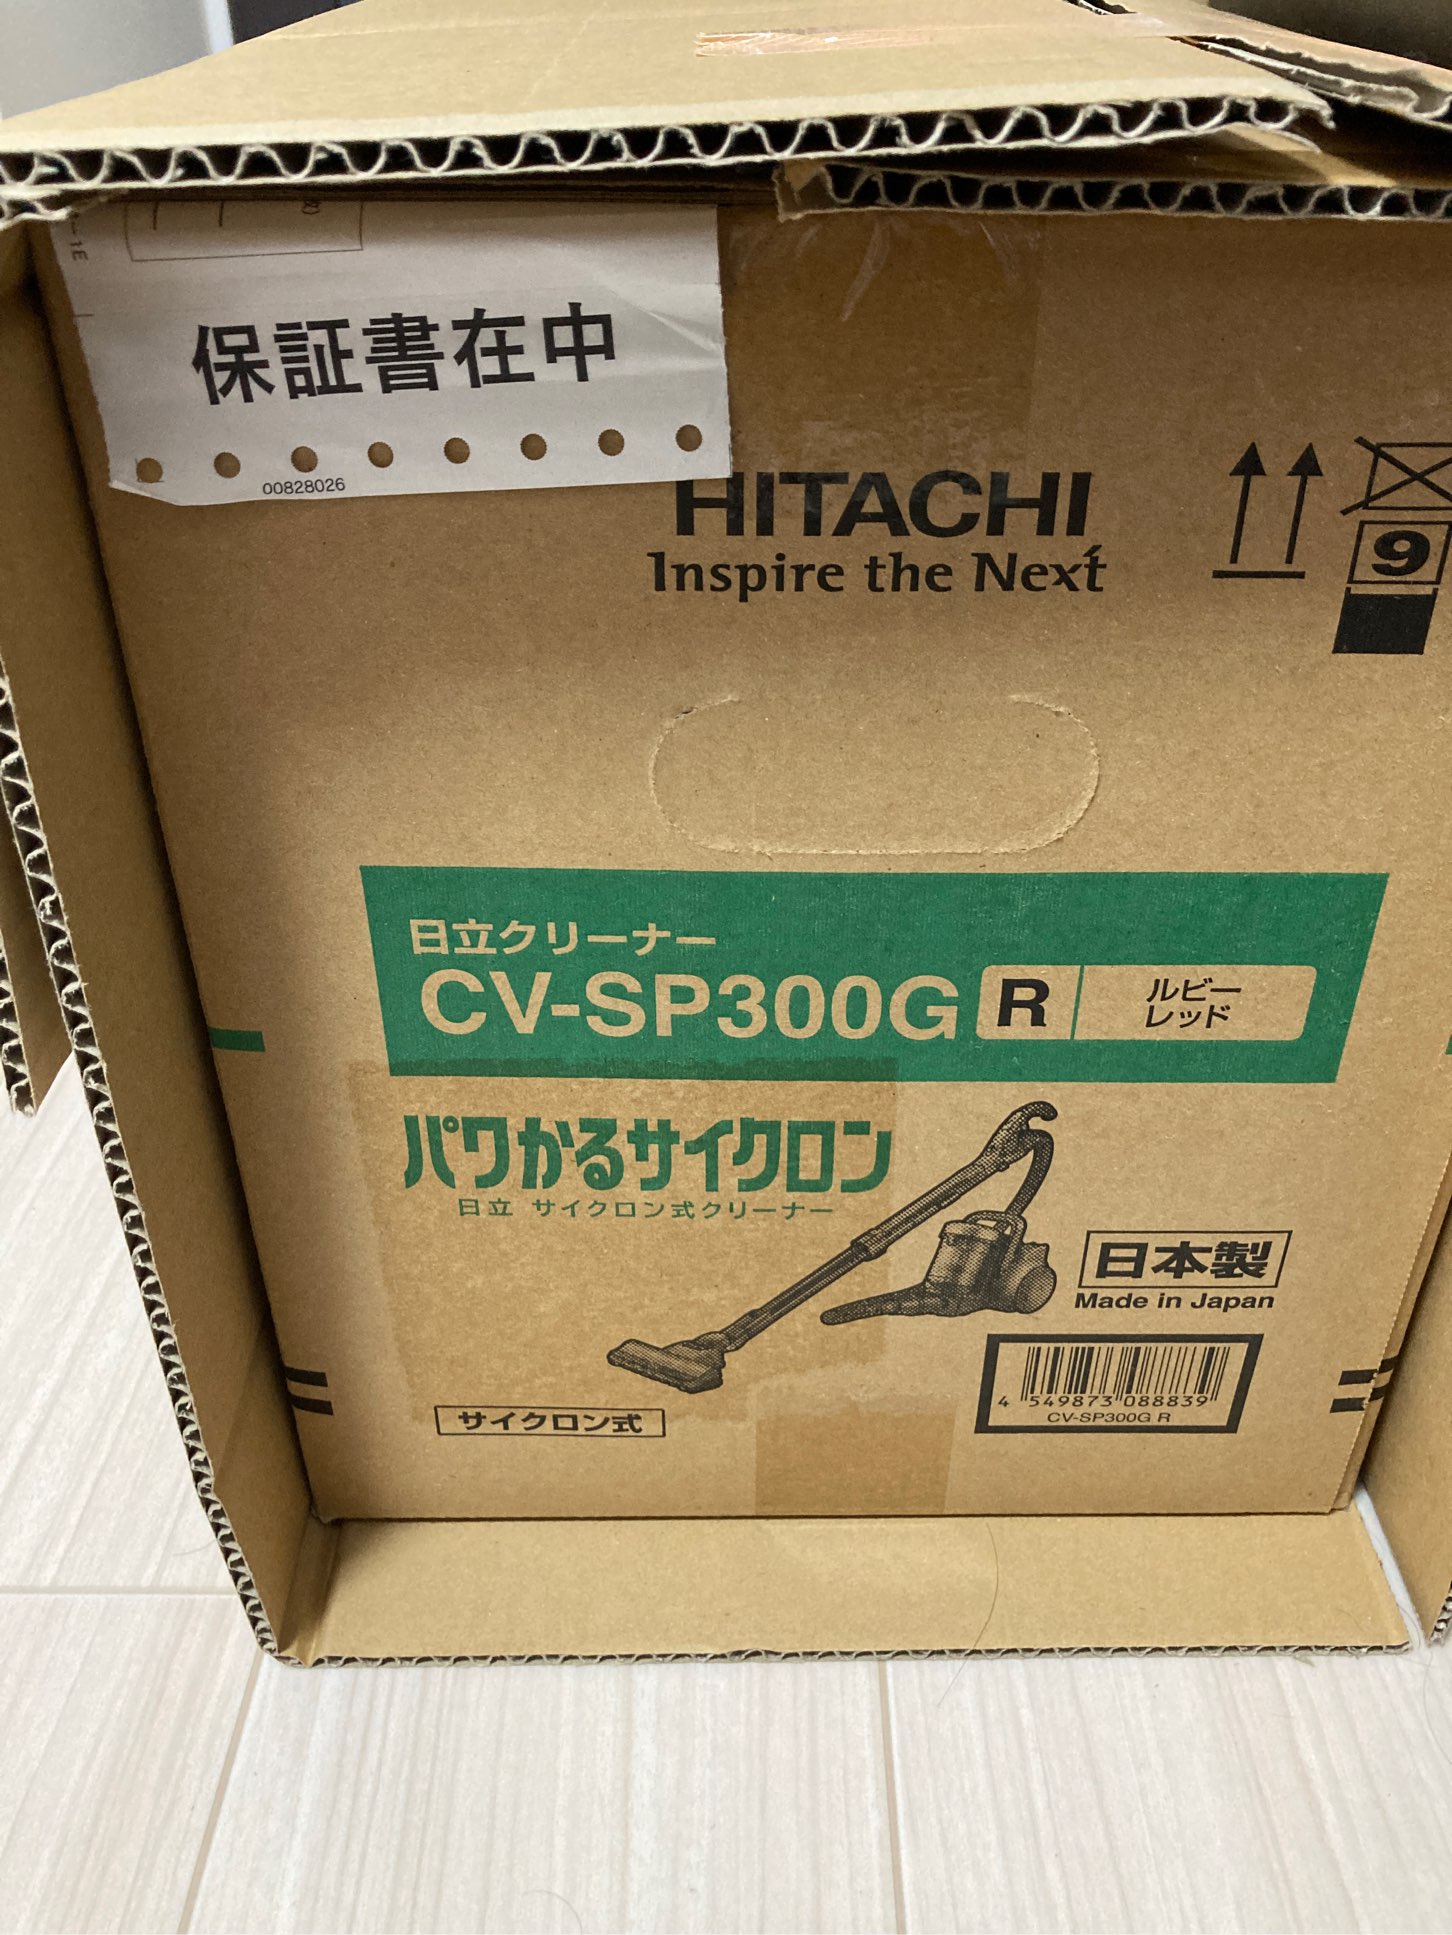 -1E
保証書在中
00828026
HITACHI
Inspire the Next
9
日立クリーナー
CV-SP300G R ルビー
レッド
パワかるサイクロン
日立 サイクロン式クリーナー
日本製
Made in Japan
サイクロン式
4 549873 088839
CV-SP300G R